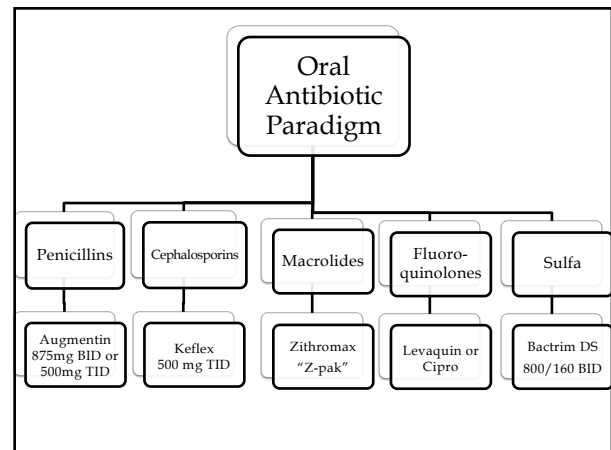 Oral
Antibiotic
Paradigm
Penicillins
Cephalosporins
Macrolides
Fluoro-
quinolones
Sulfa
Augmentin
875mg BID or
500mg TID
Keflex
500 mg TID
Zithromax
“Z-pak”
Levaquin or
Cipro
Bactrim DS
800/160 BID